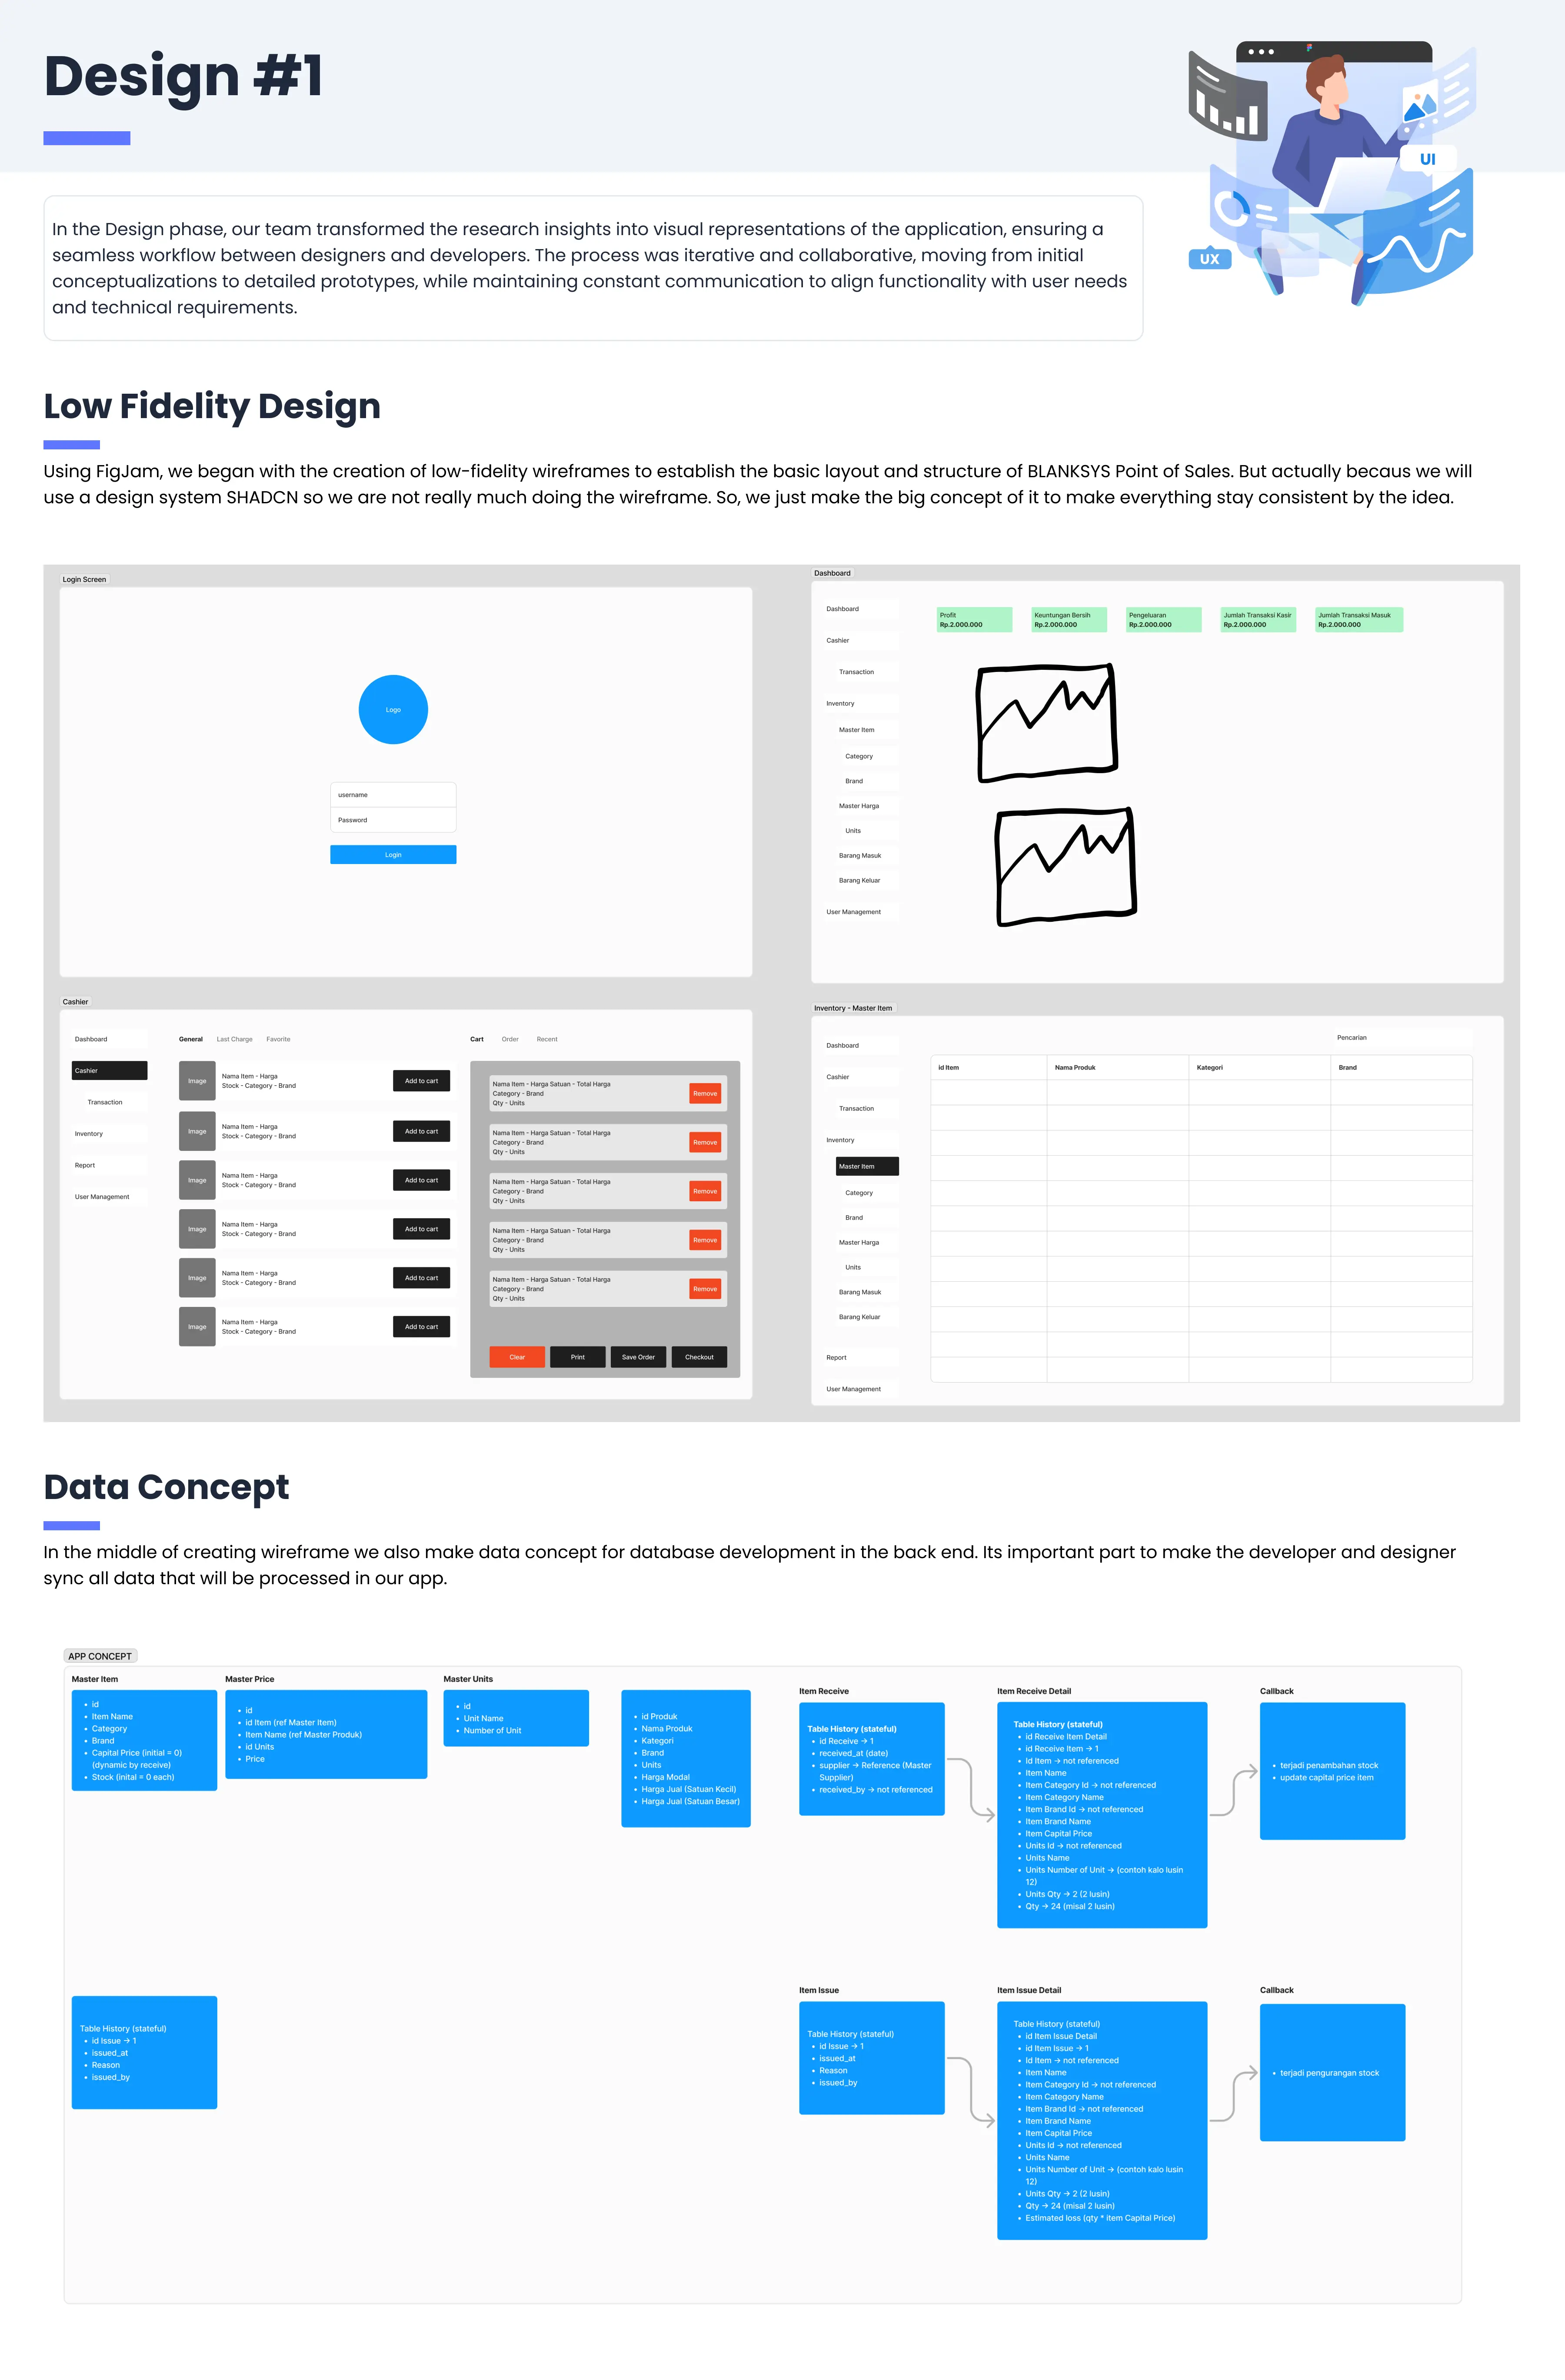 Design #1
UI
UX
In the Design phase, our team transformed the research insights into visual representations of the application, ensuring a
seamless workflow between designers and developers. The process was iterative and collaborative, moving from initial
conceptualizations to detailed prototypes, while maintaining constant communication to align functionality with user needs
and technical requirements.
Low Fidelity Design
Using FigJam, we began with the creation of low-fidelity wireframes to establish the basic layout and structure of BLANKSYS Point of Sales. But actually becaus we will
use a design system SHADCN so we are not really much doing the wireframe. So, we just make the big concept of it to make everything stay consistent by the idea.
Login Screen
Logo
username
Password
Login
Dashboard
Dashboard
Cashier
Transaction
Inventory
Master Item
Category
Brand
Master Harga
Units
Barang Masuk
Barang Keluar
User Management
Profit
Rp.2.000.000
Keuntungan Bersih
Rp.2.000.000
Pengeluaran
Rp.2.000.000
Jumlah Transaksi Kasir
Rp.2.000.000
Jumlah Transaksi Masuk
Rp.2.000.000
Cashier
Dashboard
Cashier
Transaction
Inventory
Report
User Management
General Last Charge Favorite
Image
Nama Item - Harga
Stock - Category - Brand
Add to cart
Image
Nama Item - Harga
Stock - Category - Brand
Add to cart
Image
Nama Item - Harga
Stock - Category - Brand
Add to cart
Image
Nama Item - Harga
Stock - Category - Brand
Add to cart
Image
Nama Item - Harga
Stock - Category - Brand
Add to cart
Image
Nama Item - Harga
Stock - Category - Brand
Add to cart
Cart Order Recent
Nama Item - Harga Satuan - Total Harga
Category - Brand
Qty - Units
Remove
Nama Item - Harga Satuan - Total Harga
Category - Brand
Qty - Units
Remove
Nama Item - Harga Satuan - Total Harga
Category - Brand
Qty - Units
Remove
Nama Item - Harga Satuan - Total Harga
Category - Brand
Qty - Units
Remove
Nama Item - Harga Satuan - Total Harga
Category - Brand
Qty - Units
Remove
Clear Print Save Order Checkout
Inventory - Master Item
Dashboard
Cashier
Transaction
Inventory
Master Item
Category
Brand
Master Harga
Units
Barang Masuk
Barang Keluar
Report
User Management
Pencarian
id Item Nama Produk Kategori Brand
Data Concept
In the middle of creating wireframe we also make data concept for database development in the back end. Its important part to make the developer and designer
sync all data that will be processed in our app.
APP CONCEPT
Master Item
• id
• Item Name
• Category
• Brand
• Capital Price (initial = 0)
(dynamic by receive)
• Stock (inital = 0 each)
Master Price
• id
• id Item (ref Master Item)
• Item Name (ref Master Produk)
• id Units
• Price
Master Units
• id
• Unit Name
• Number of Unit
• id Produk
• Nama Produk
• Kategori
• Brand
• Units
• Harga Modal
• Harga Jual (Satuan Kecil)
• Harga Jual (Satuan Besar)
Item Receive
Table History (stateful)
• id Receive → 1
• received_at (date)
• supplier → Reference (Master
Supplier)
• received_by → not referenced
Item Receive Detail
Table History (stateful)
• id Receive Item Detail
• id Receive Item → 1
• Id Item → not referenced
• Item Name
• Item Category Id → not referenced
• Item Category Name
• Item Brand Id → not referenced
• Item Brand Name
• Item Capital Price
• Units Id → not referenced
• Units Name
• Units Number of Unit → (contoh kalo lusin
12)
• Units Qty → 2 (2 lusin)
• Qty → 24 (misal 2 lusin)
Callback
• terjadi penambahan stock
• update capital price item
Table History (stateful)
• id Issue → 1
• issued_at
• Reason
• issued_by
Item Issue
Table History (stateful)
• id Issue → 1
• issued_at
• Reason
• issued_by
Item Issue Detail
Table History (stateful)
• id Item Issue Detail
• id Item Issue → 1
• Id Item → not referenced
• Item Name
• Item Category Id → not referenced
• Item Category Name
• Item Brand Id → not referenced
• Item Brand Name
• Item Capital Price
• Units Id → not referenced
• Units Name
• Units Number of Unit → (contoh kalo lusin
12)
• Units Qty → 2 (2 lusin)
• Qty → 24 (misal 2 lusin)
• Estimated loss (qty * item Capital Price)
Callback
• terjadi pengurangan stock